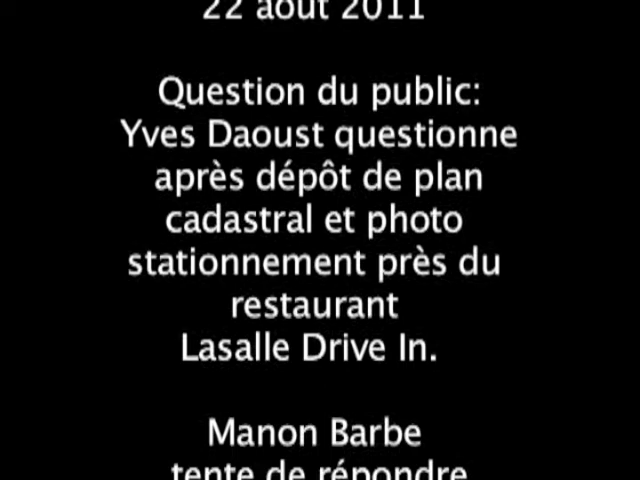 22 août 2011
Question du public:
Yves Daoust questionne
après dépôt de plan
cadastral et photo
stationnement près du
restaurant
Lasalle Drive In.
Manon Barbe
tente de répondre